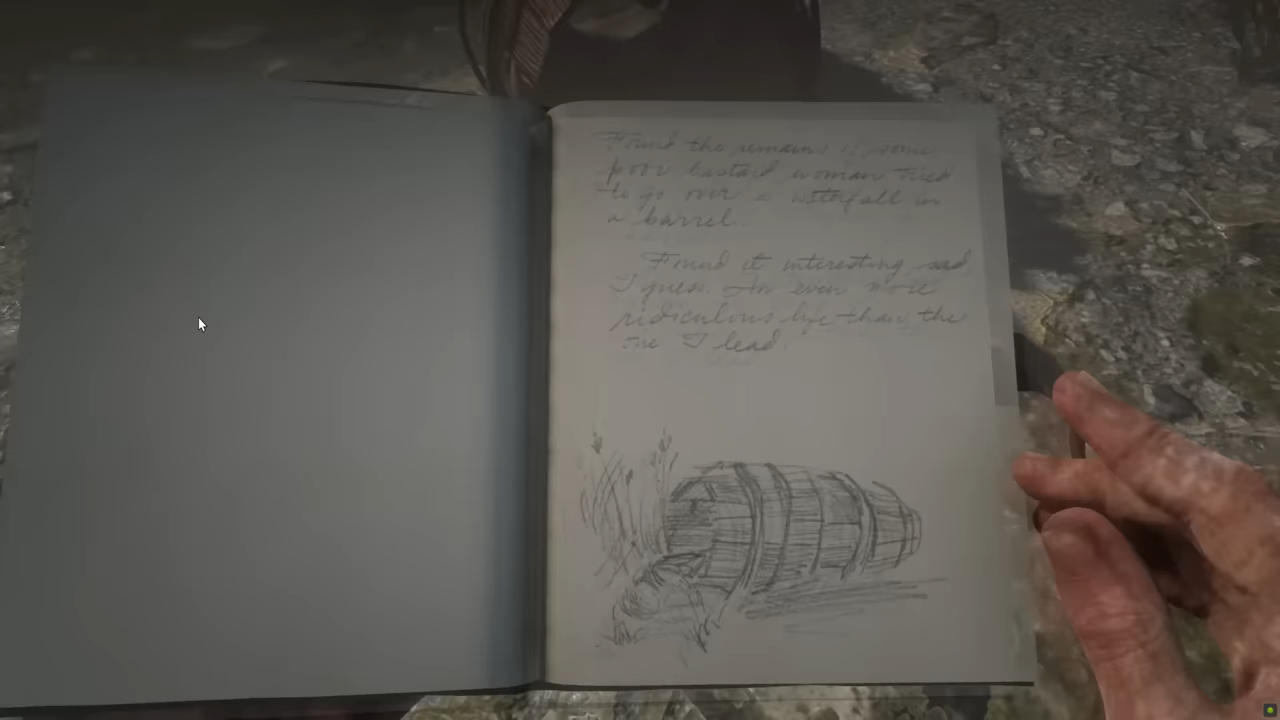 Found the remains of some
poor bastard woman tried
to go over a waterfall in
a barrel.
Found it interesting sad
I guess. An even more
ridiculous life than the
one I lead.